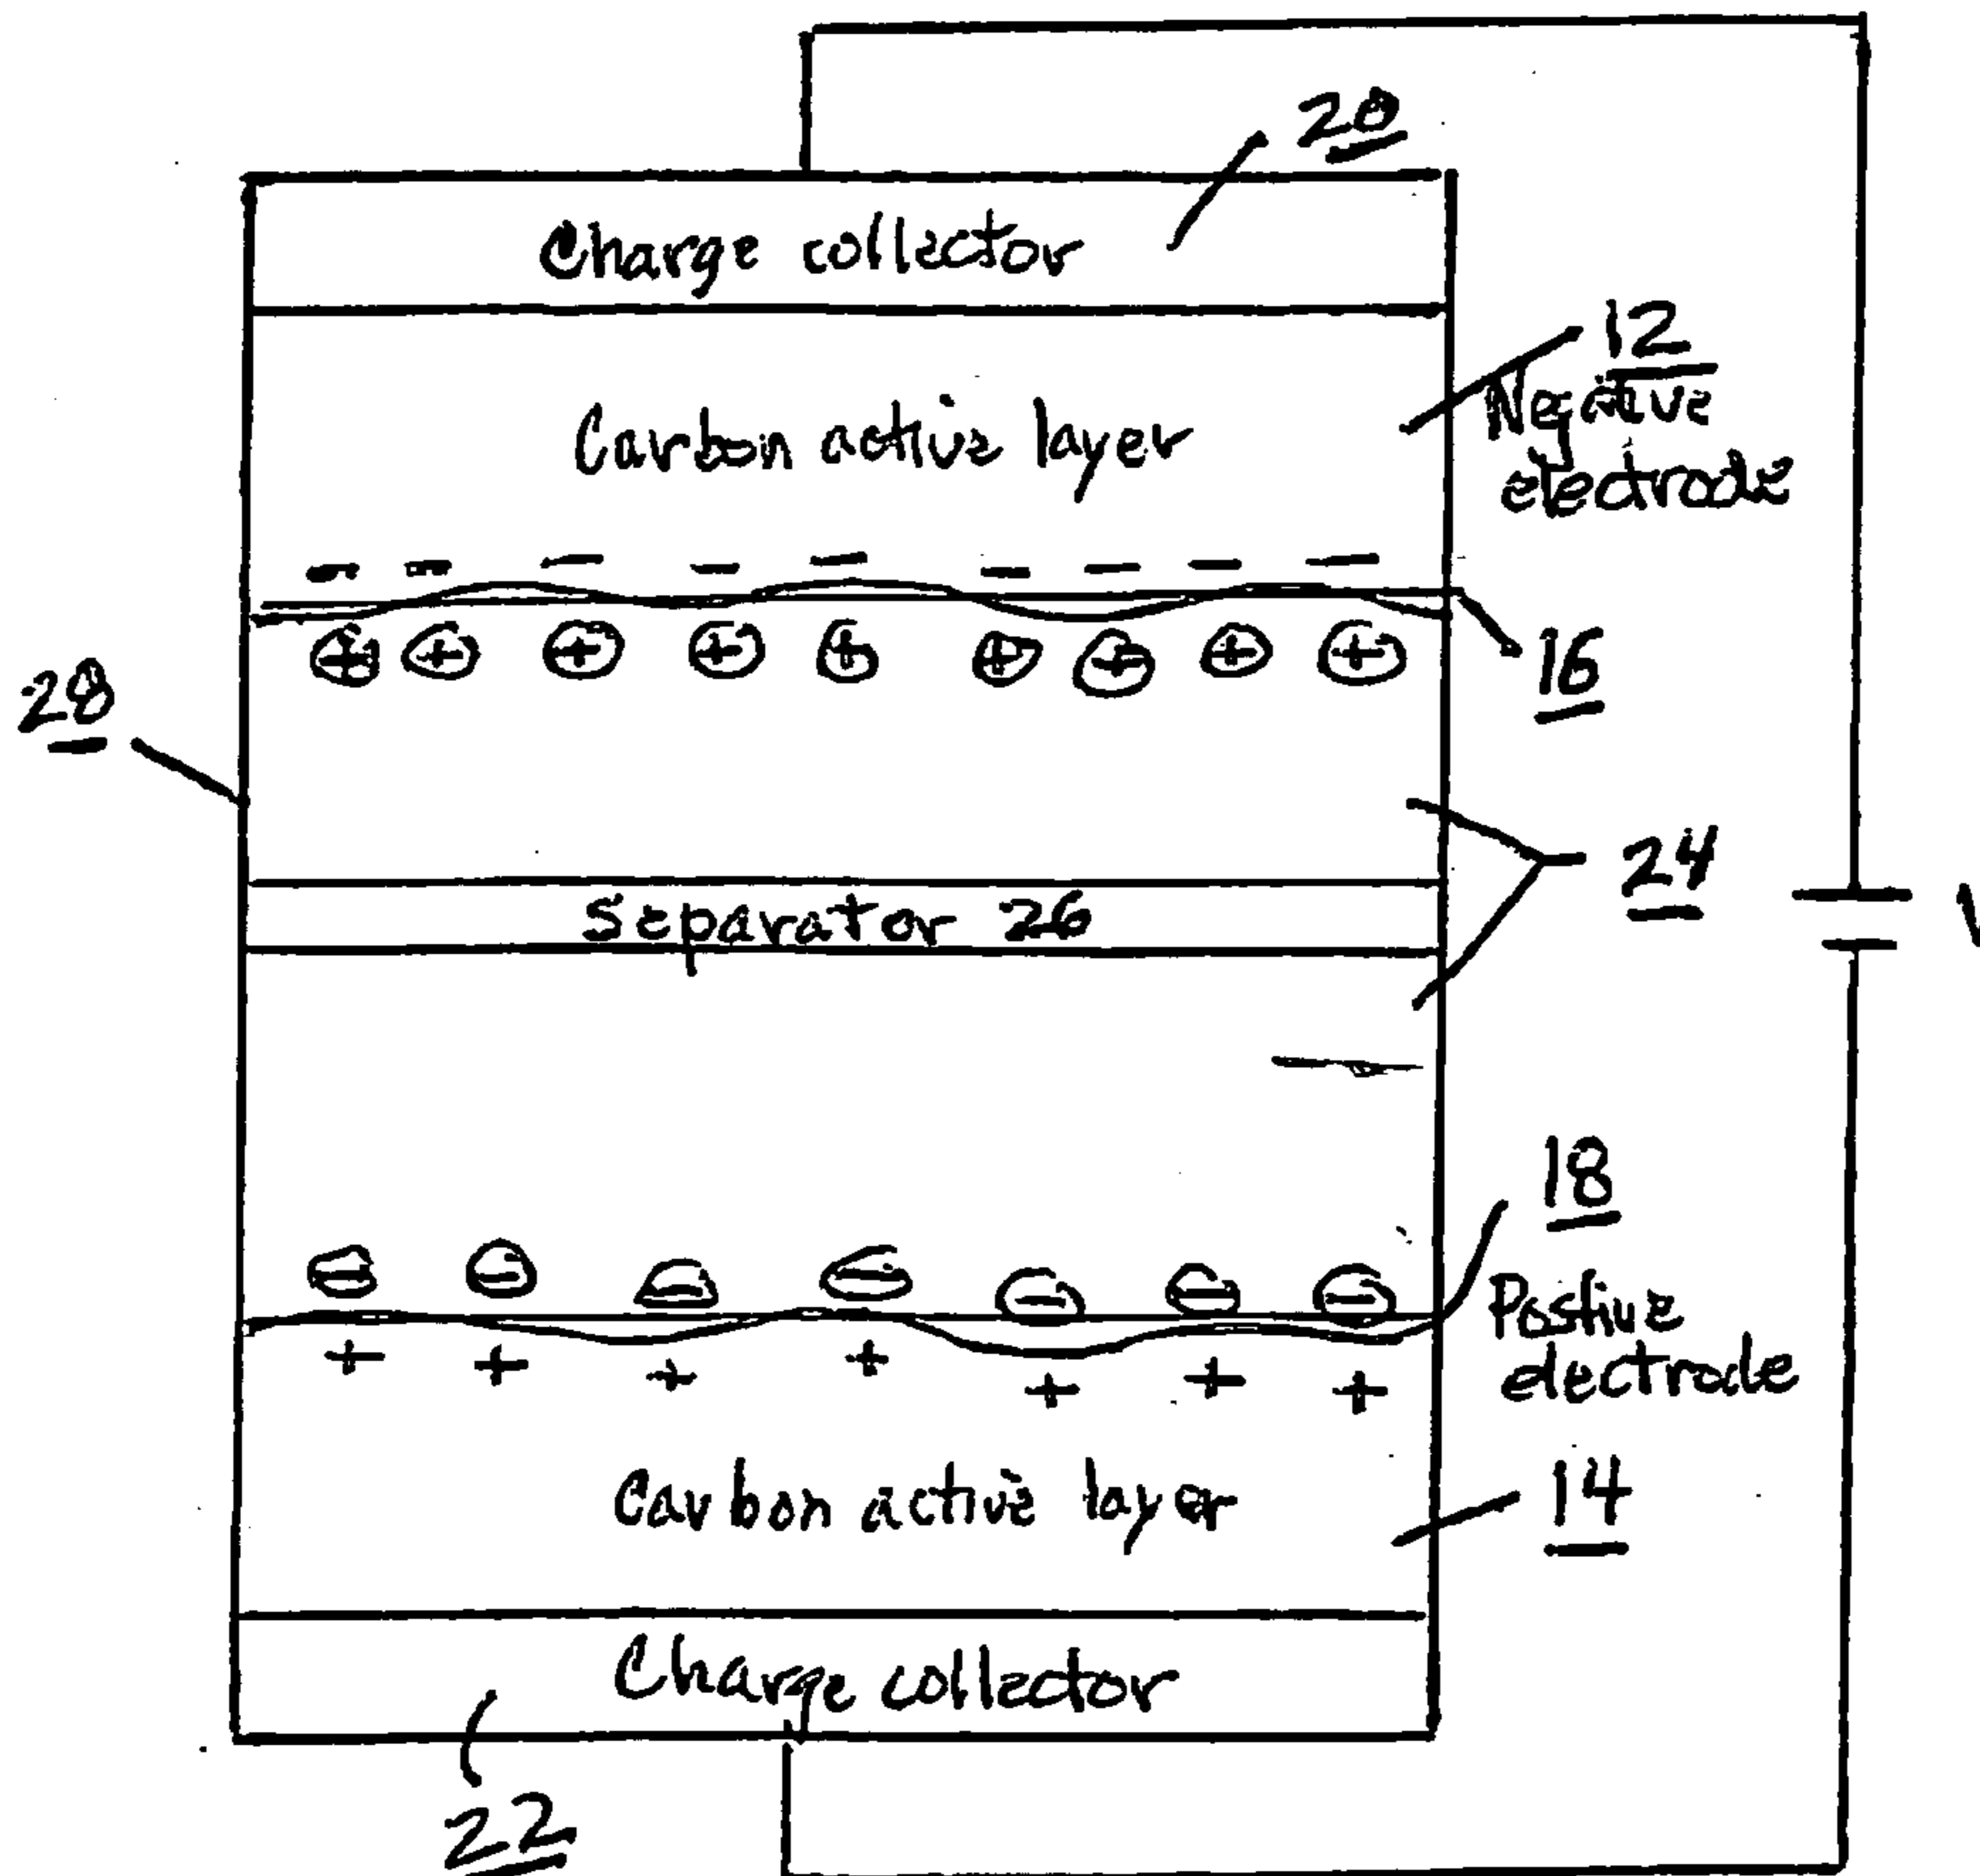 20
Charge collector
12
Negative
electrode
Carbon active layer
- - - - - - - - -
+ + + + + + + + +
16
28
24
Separator 26
V
18
- - - - - - -
Postive
electrode
+ + + + + + +
Carbon active layer
14
Charge collector
22